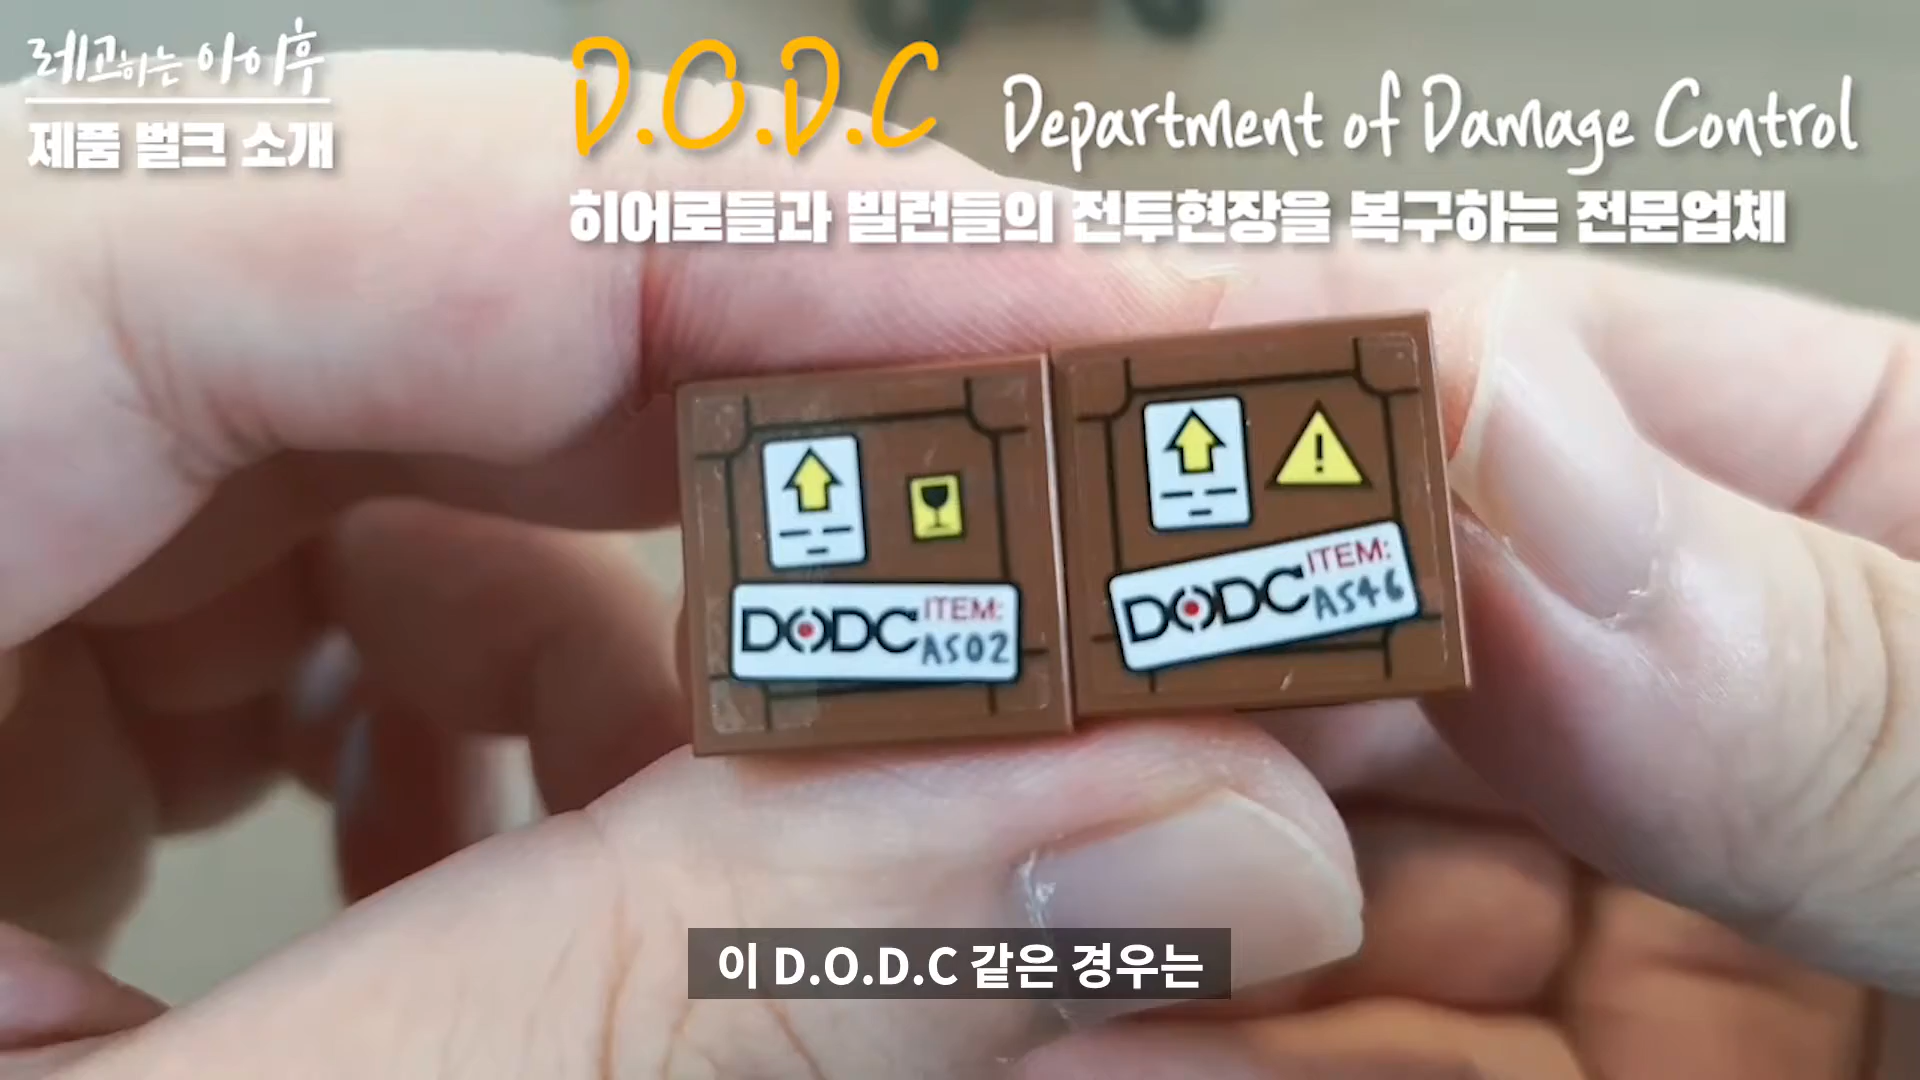 레고하는 아이후
제품 벌크 소개
D.O.D.C Department of Damage Control
히어로들과 빌런들의 전투현장을 복구하는 전문업체
!
DODC ITEM: AS02
DODC ITEM: AS46
이 D.O.D.C 같은 경우는